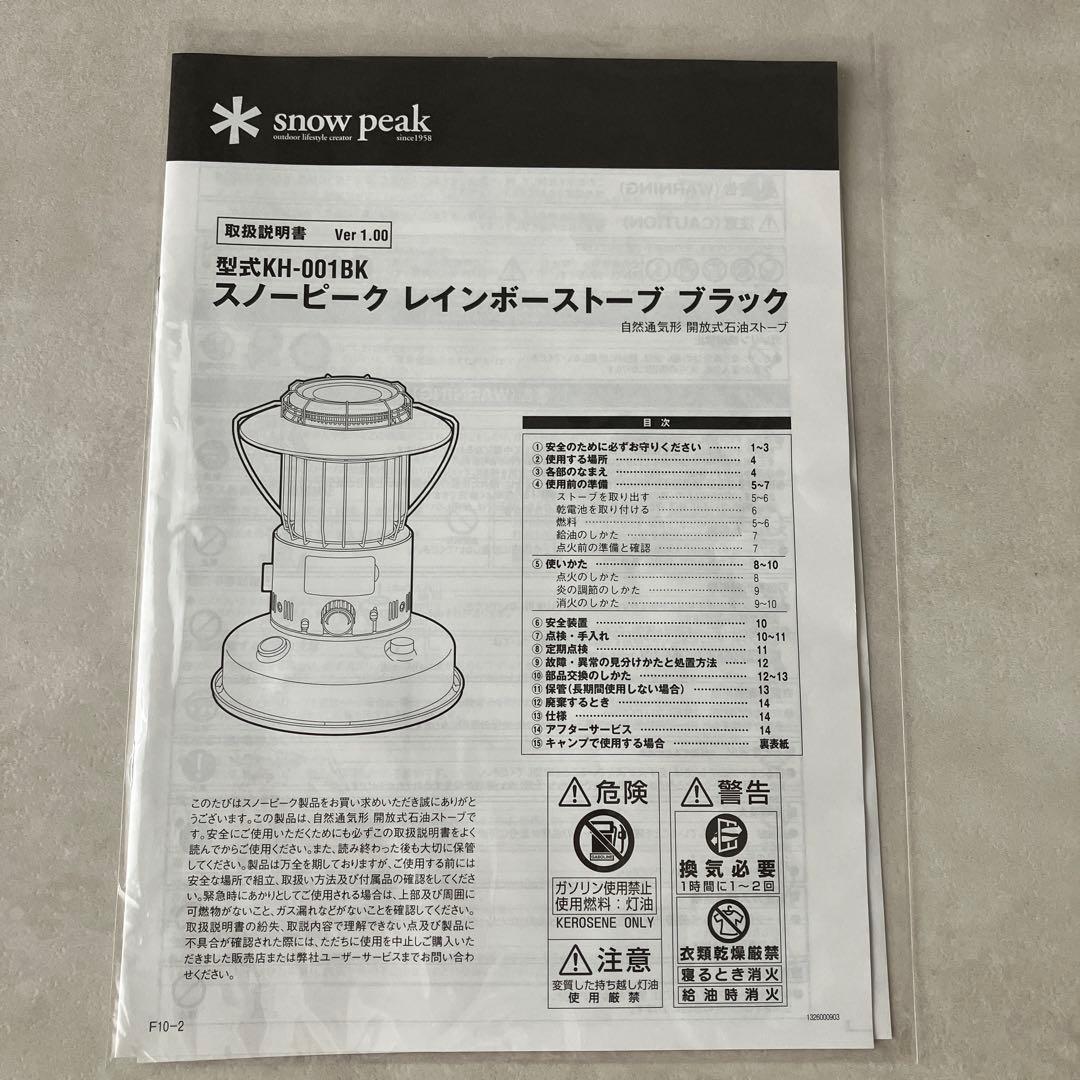 snow peak
outdoor lifestyle creator since1958
取扱説明書 Ver 1.00
型式KH-001BK
スノーピーク レインボーストーブ ブラック
自然通気形 開放式石油ストーブ
目 次
① 安全のために必ずお守りください ……… 1~3
② 使用する場所 ……… 4
③ 各部のなまえ ……… 4
④ 使用前の準備 ……… 5~7
ストーブを取り出す ……… 5~6
乾電池を取り付ける ……… 6
燃料 ……… 5~6
給油のしかた ……… 7
点火前の準備と確認 ……… 7
⑤ 使いかた ……… 8~10
点火のしかた ……… 8
炎の調節のしかた ……… 9
消火のしかた ……… 9~10
⑥ 安全装置 ……… 10
⑦ 点検・手入れ ……… 10~11
⑧ 定期点検 ……… 11
⑨ 故障・異常の見分けかたと処置方法 …… 12
⑩ 部品交換のしかた ……… 12~13
⑪ 保管(長期間使用しない場合) ……… 13
⑫ 廃棄するとき ……… 14
⑬ 仕様 ……… 14
⑭ アフターサービス ……… 14
⑮ キャンプで使用する場合 ……… 裏表紙
このたびはスノーピーク製品をお買い求めいただき誠にありがと
うございます。この製品は、自然通気形 開放式石油ストーブで
す。安全にご使用いただくためにも必ずこの取扱説明書をよく
読んでからご使用ください。また、読み終わった後も大切に保管
してください。製品は万全を期しておりますが、ご使用する前には
安全な場所で組立、取扱い方法及び付属品の確認をしてくださ
い。緊急時にあかりとしてご使用される場合は、上部及び周囲に
可燃物がないこと、ガス漏れなどがないことを確認してください。
取扱説明書の紛失、取説内容で理解できない点及び製品に
不具合が確認された際には、ただちに使用を中止しご購入いた
だきました販売店または弊社ユーザーサービスまでお問い合わ
せください。
危険
GASOLINE
ガソリン使用禁止
使用燃料：灯油
KEROSENE ONLY
注意
変質した持ち越し灯油
使用厳禁
警告
換気必要
1時間に1～2回
衣類乾燥厳禁
寝るとき消火
給油時消火
F10-2
1326000903